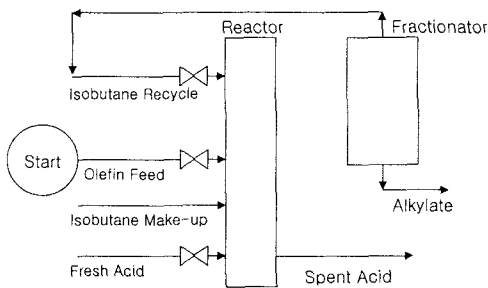 Reactor
Fractionator
Isobutane Recycle
Start
Olefin Feed
Isobutane Make-up
Alkylate
Fresh Acid
Spent Acid